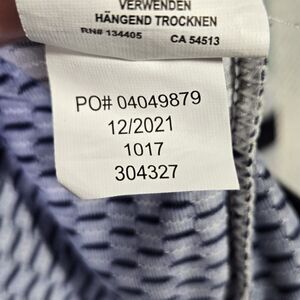 VERWENDEN
HÄNGEND TROCKNEN
RN# 134405 CA 54513
PO# 04049879
12/2021
1017
304327